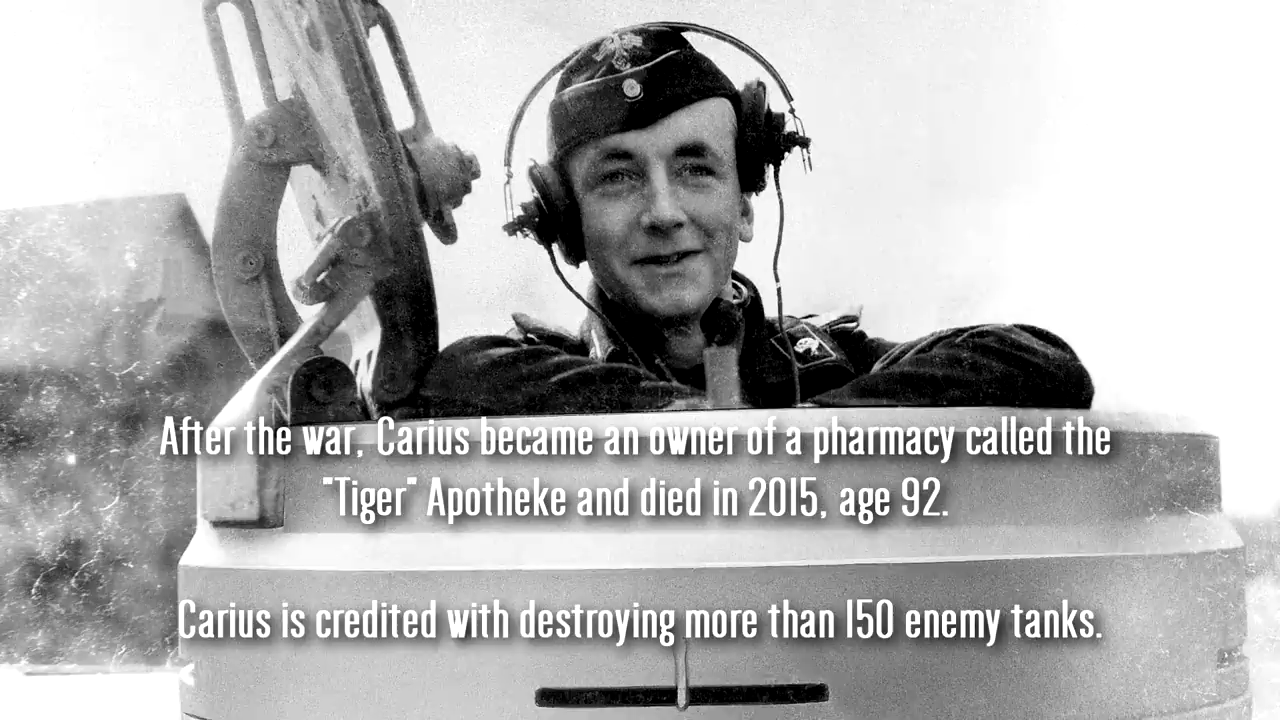 After the war, Carius became an owner of a pharmacy called the
"Tiger" Apotheke and died in 2015, age 92.
Carius is credited with destroying more than 150 enemy tanks.